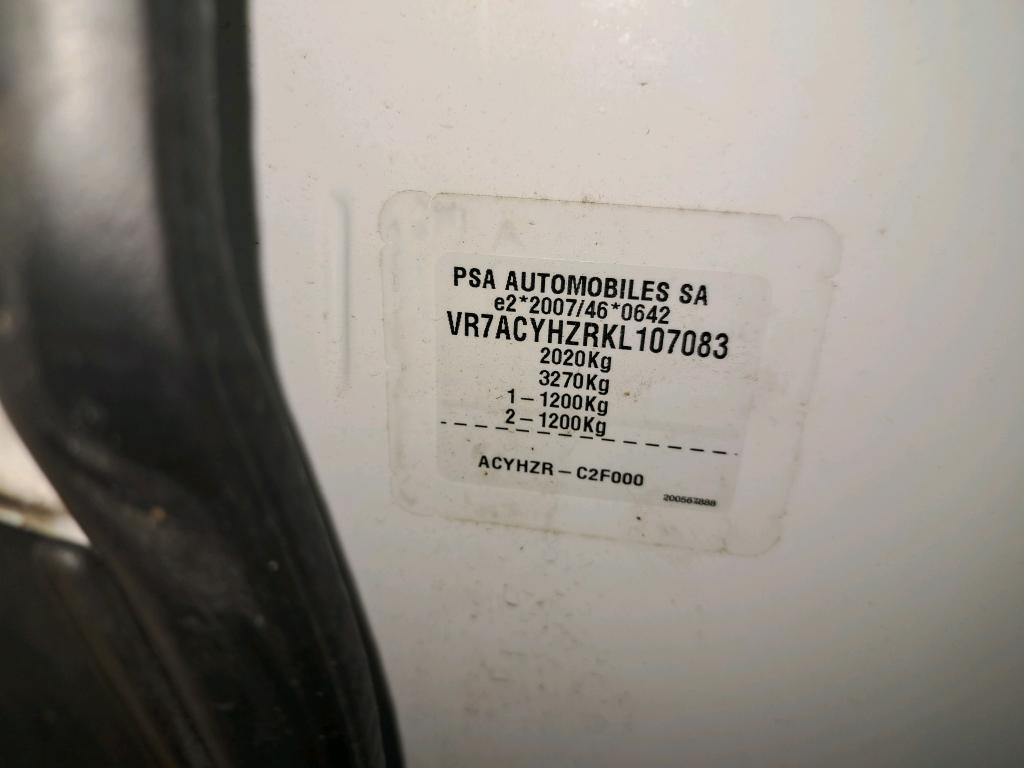 PSA AUTOMOBILES SA
e2*2007/46*0642
VR7ACYHZRKL107083
2020Kg
3270Kg
1-1200Kg
2-1200Kg
ACYHZR-C2F000